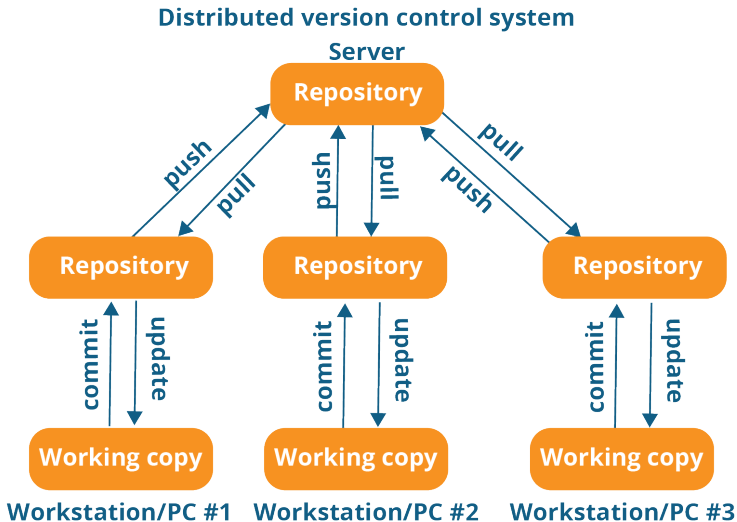 Distributed version control system
Server
Repository
push
pull
push
pull
pull
push
Repository
Repository
Repository
commit
update
commit
update
commit
update
Working copy
Working copy
Working copy
Workstation/PC #1
Workstation/PC #2
Workstation/PC #3